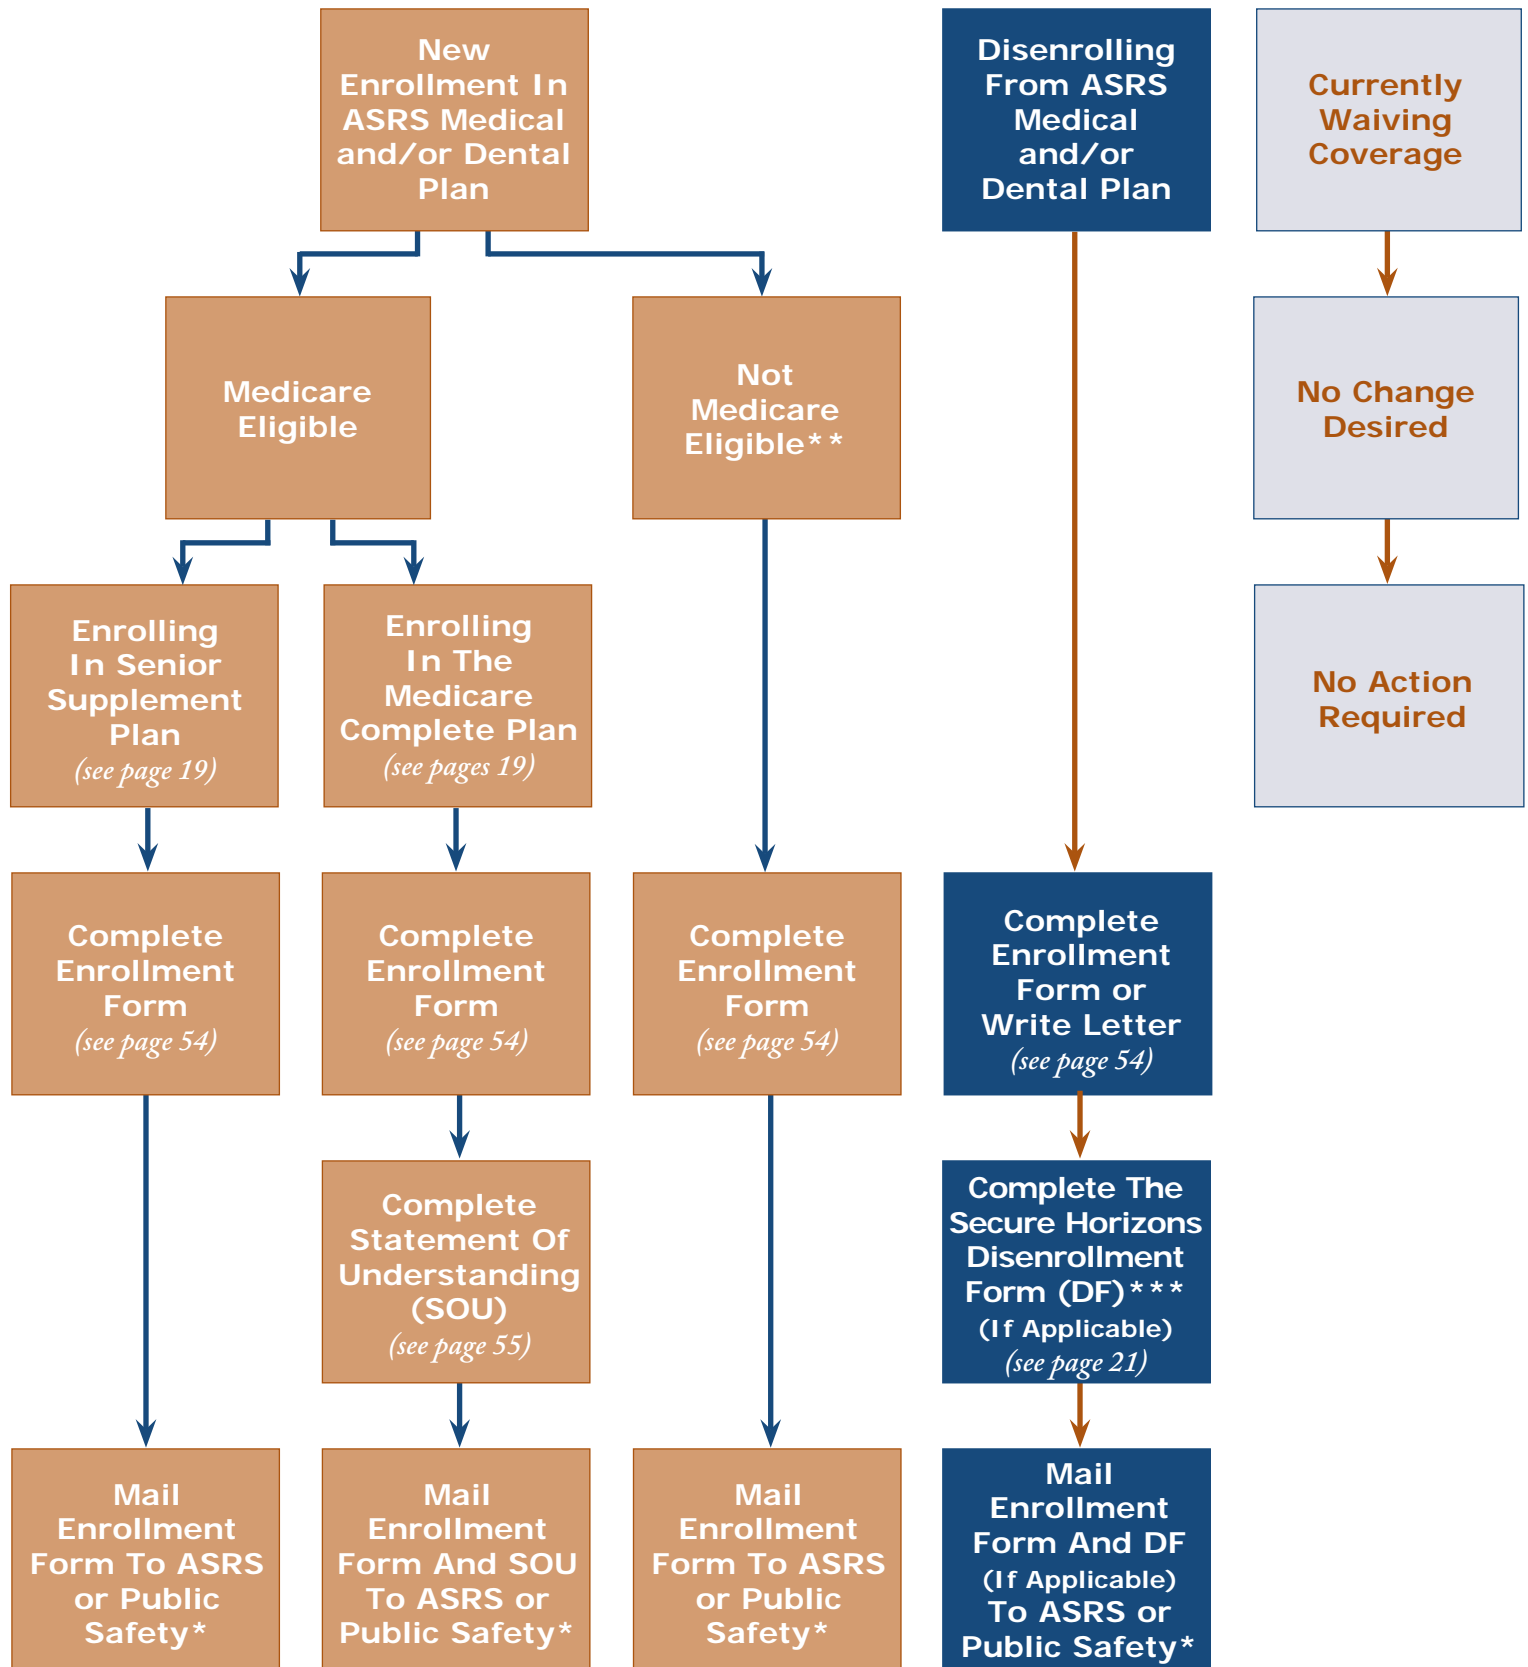 New
Enrollment In
ASRS Medical
and/or Dental
Plan
Disenrolling
From ASRS
Medical
and/or
Dental Plan
Currently
Waiving
Coverage
Medicare
Eligible
Not
Medicare
Eligible**
No Change
Desired
Enrolling
In Senior
Supplement
Plan
(see page 19)
Enrolling
In The
Medicare
Complete Plan
(see pages 19)
No Action
Required
Complete
Enrollment
Form
(see page 54)
Complete
Enrollment
Form
(see page 54)
Complete
Enrollment
Form
(see page 54)
Complete
Enrollment
Form or
Write Letter
(see page 54)
Complete
Statement Of
Understanding
(SOU)
(see page 55)
Complete The
Secure Horizons
Disenrollment
Form (DF)***
(If Applicable)
(see page 21)
Mail
Enrollment
Form To ASRS
or Public
Safety*
Mail
Enrollment
Form And SOU
To ASRS or
Public Safety*
Mail
Enrollment
Form To ASRS
or Public
Safety*
Mail
Enrollment
Form And DF
(If Applicable)
To ASRS or
Public Safety*